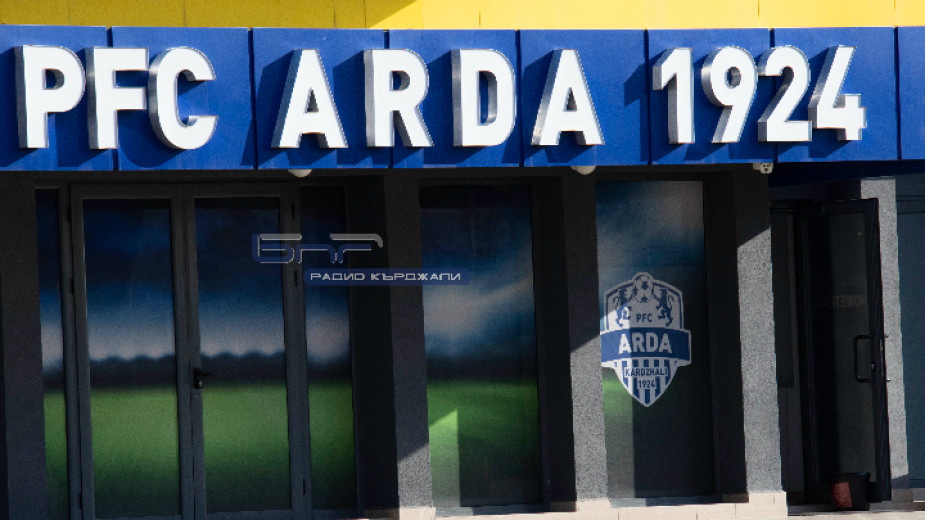 PFC ARDA 1924
БНР
РАДИО КЪРДЖАЛИ
PFC
ARDA
KARDZHALI
1924